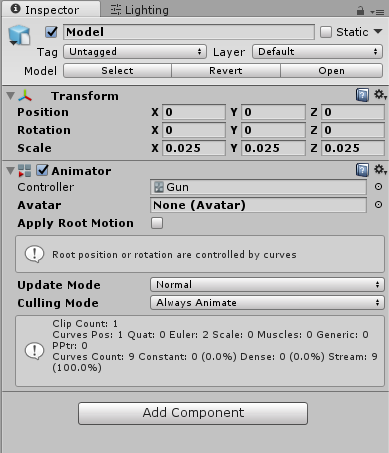 Inspector Lighting
Model Static
Tag Untagged Layer Default
Model Select Revert Open
Transform
Position X 0 Y 0 Z 0
Rotation X 0 Y 0 Z 0
Scale X 0.025 Y 0.025 Z 0.025
Animator
Controller Gun
Avatar None (Avatar)
Apply Root Motion
Root position or rotation are controlled by curves
Update Mode Normal
Culling Mode Always Animate
Clip Count: 1
Curves Pos: 1 Quat: 0 Euler: 2 Scale: 0 Muscles: 0 Generic: 0
PPtr: 0
Curves Count: 9 Constant: 0 (0.0%) Dense: 0 (0.0%) Stream: 9
(100.0%)
Add Component